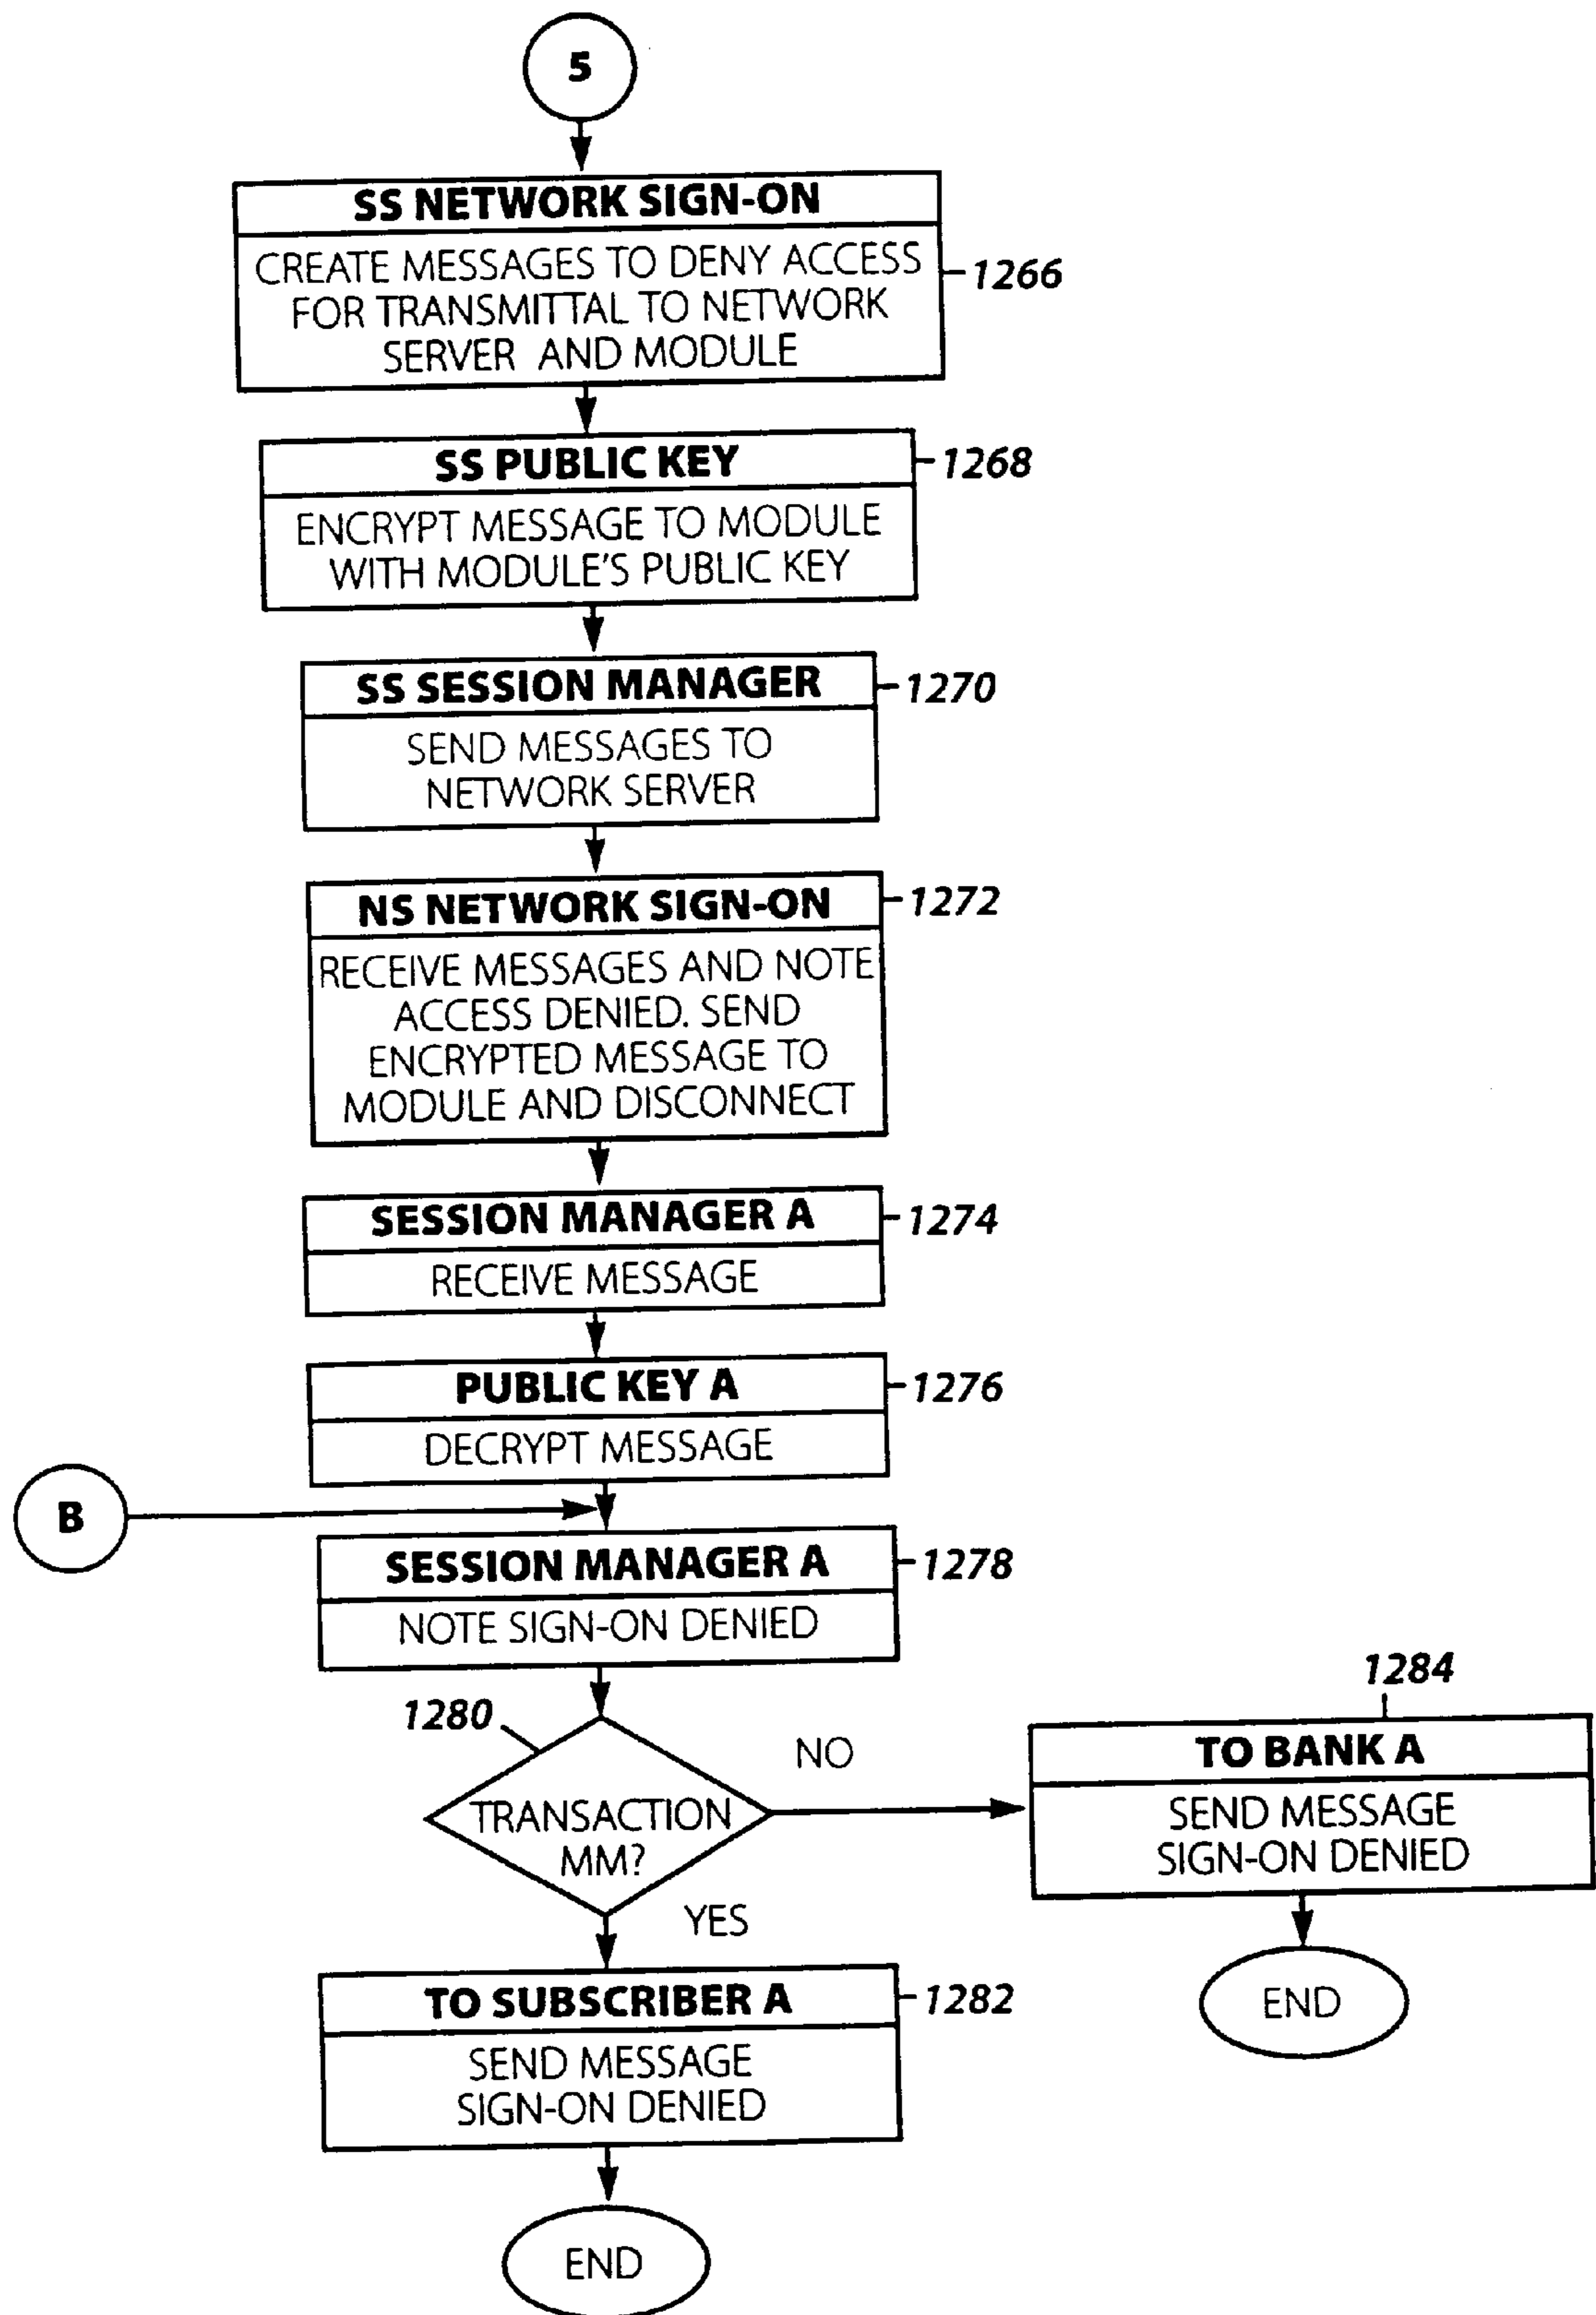 5
SS NETWORK SIGN-ON
CREATE MESSAGES TO DENY ACCESS
FOR TRANSMITTAL TO NETWORK
SERVER AND MODULE
1266
SS PUBLIC KEY
1268
ENCRYPT MESSAGE TO MODULE
WITH MODULE'S PUBLIC KEY
SS SESSION MANAGER
1270
SEND MESSAGES TO
NETWORK SERVER
NS NETWORK SIGN-ON
1272
RECEIVE MESSAGES AND NOTE
ACCESS DENIED. SEND
ENCRYPTED MESSAGE TO
MODULE AND DISCONNECT
SESSION MANAGER A
1274
RECEIVE MESSAGE
PUBLIC KEY A
1276
DECRYPT MESSAGE
B
SESSION MANAGER A
1278
NOTE SIGN-ON DENIED
1280
TRANSACTION
MM?
NO
1284
TO BANK A
SEND MESSAGE
SIGN-ON DENIED
END
YES
TO SUBSCRIBER A
1282
SEND MESSAGE
SIGN-ON DENIED
END